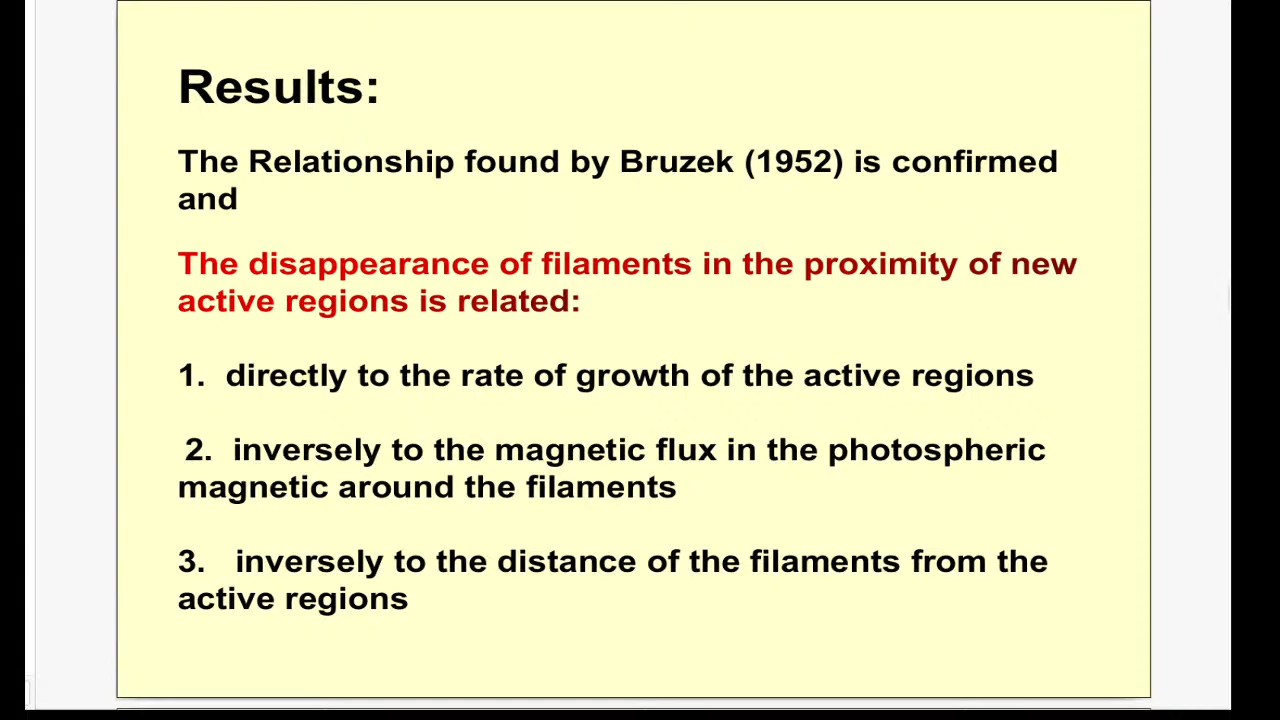 Results:
The Relationship found by Bruzek (1952) is confirmed
and
The disappearance of filaments in the proximity of new
active regions is related:
1. directly to the rate of growth of the active regions
2. inversely to the magnetic flux in the photospheric
magnetic around the filaments
3. inversely to the distance of the filaments from the
active regions